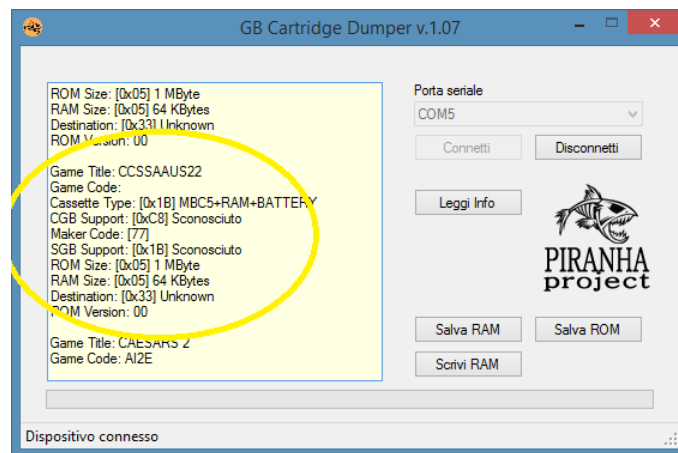 GB Cartridge Dumper v.1.07
ROM Size: [0x05] 1 MByte
RAM Size: [0x05] 64 KBytes
Destination: [0x33] Unknown
ROM Version: 00
Game Title: CCSSAAUS22
Game Code:
Cassette Type: [0x1B] MBC5+RAM+BATTERY
CGB Support: [0xC8] Sconosciuto
Maker Code: [77]
SGB Support: [0x1B] Sconosciuto
ROM Size: [0x05] 1 MByte
RAM Size: [0x05] 64 KBytes
Destination: [0x33] Unknown
ROM Version: 00
Game Title: CAESARS 2
Game Code: AI2E
Porta seriale
COM5
Connetti
Disconnetti
Leggi Info
PIRANHA
project
Salva RAM
Salva ROM
Scrivi RAM
Dispositivo connesso